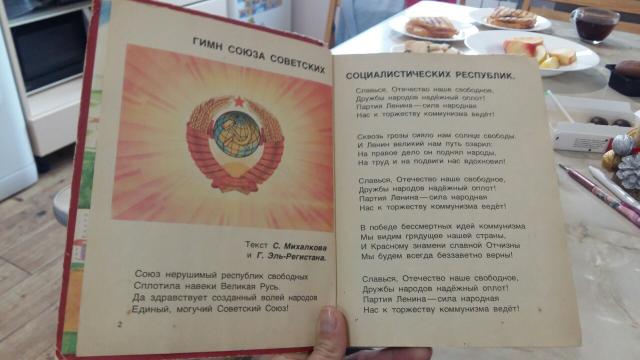 ГИМН СОЮЗА СОВЕТСКИХ
Текст С. Михалкова
и Г. Эль-Регистана.
Союз нерушимый республик свободных
Сплотила навеки Великая Русь.
Да здравствует созданный волей народов
Единый, могучий Советский Союз!
2
СОЦИАЛИСТИЧЕСКИХ РЕСПУБЛИК.
Славься, Отечество наше свободное,
Дружбы народов надёжный оплот!
Партия Ленина — сила народная
Нас к торжеству коммунизма ведёт!
Сквозь грозы сияло нам солнце свободы.
И Ленин великий нам путь озарил:
На правое дело он поднял народы,
На труд и на подвиги нас вдохновил!
Славься, Отечество наше свободное,
Дружбы народов надёжный оплот!
Партия Ленина — сила народная
Нас к торжеству коммунизма ведёт!
В победе бессмертных идей коммунизма
Мы видим грядущее нашей страны,
И Красному знамени славной Отчизны
Мы будем всегда беззаветно верны!
Славься, Отечество наше свободное,
Дружбы народов надёжный оплот!
Партия Ленина — сила народная
Нас к торжеству коммунизма ведёт!